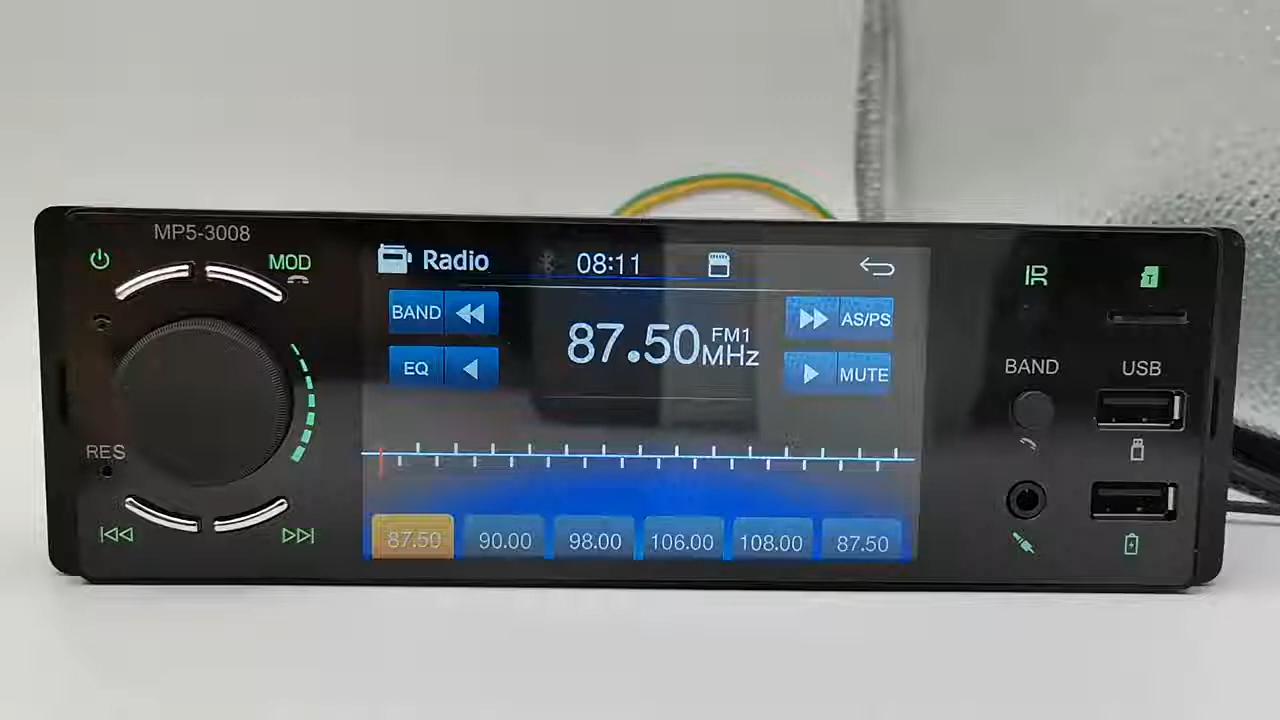 MP5-3008
MOD
RES
Radio
08:11
BAND
AS/PS
87.50
FM1
MHz
EQ
MUTE
87.50
90.00
98.00
106.00
108.00
87.50
IR
T
BAND
USB